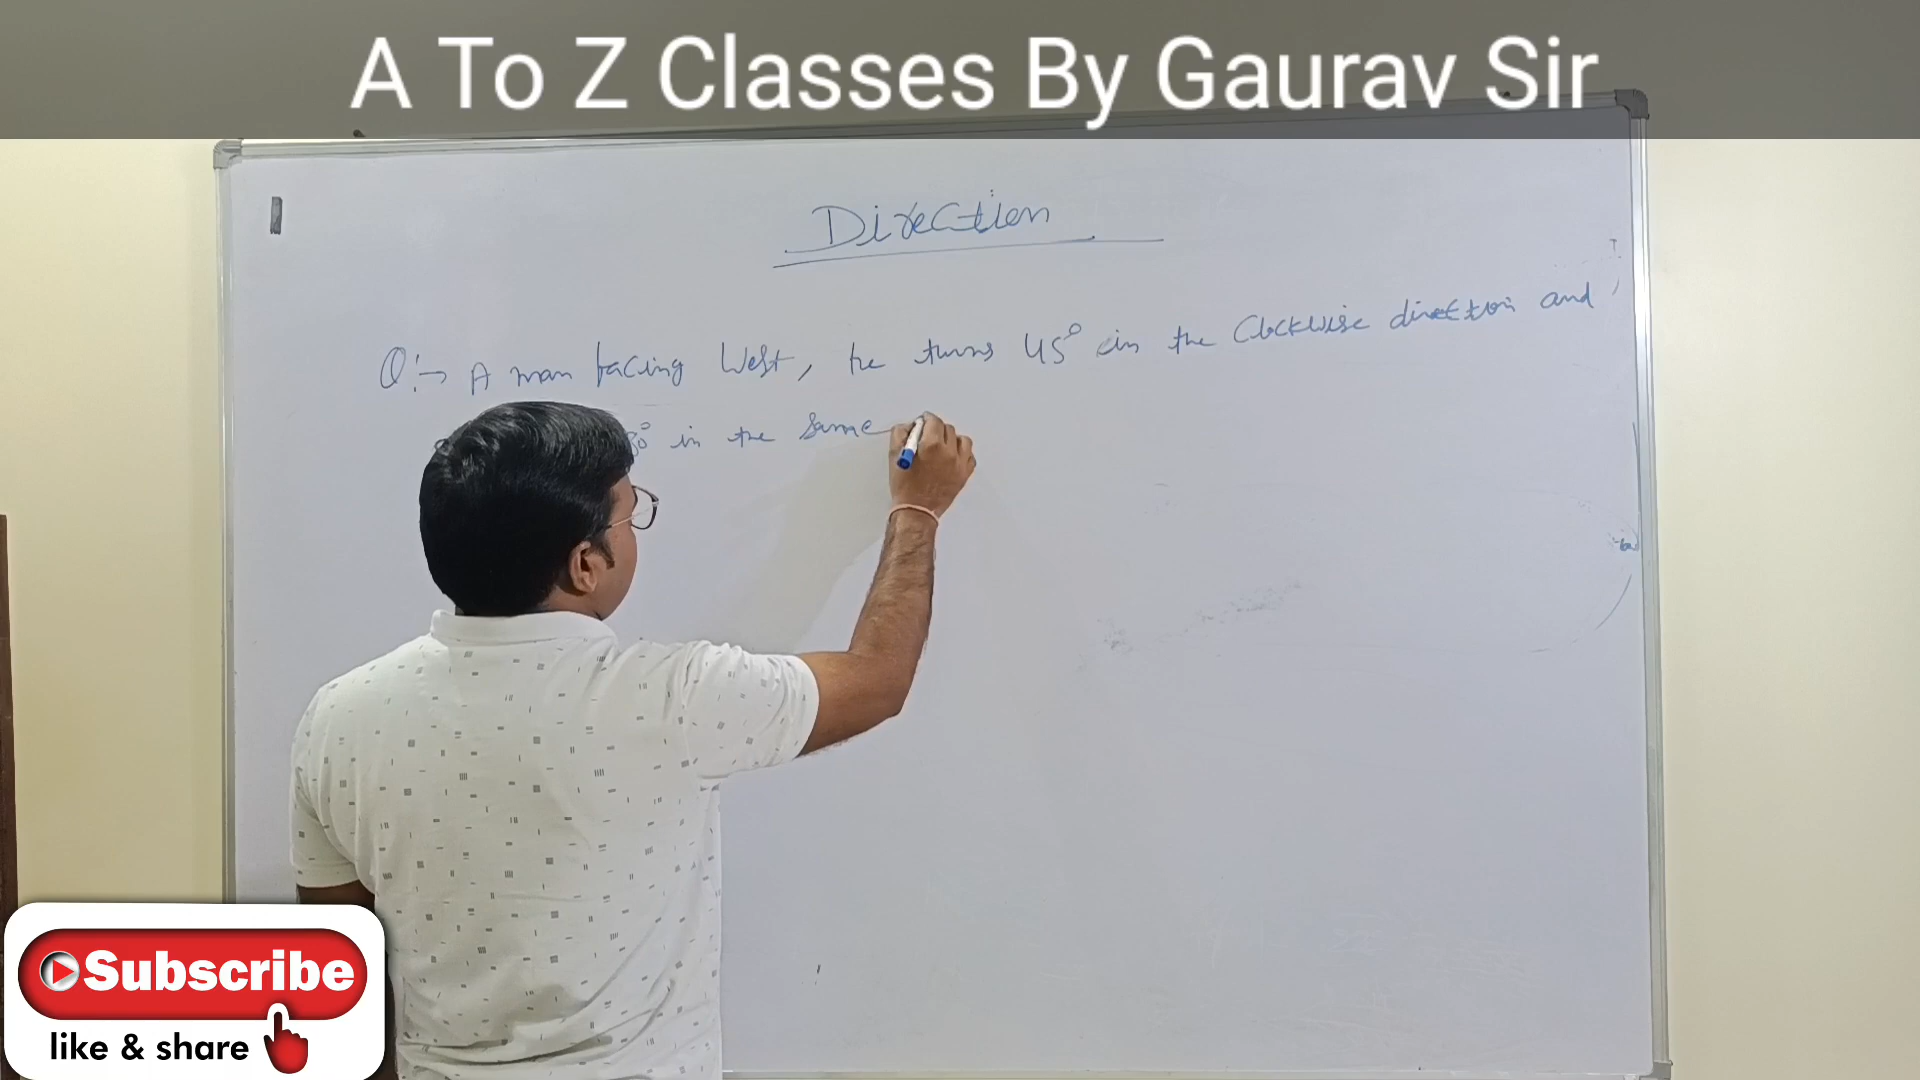 A To Z Classes By Gaurav Sir
Direction
Q:→ A man facing West, he turns 45° in the Clockwise direction and
80° in the Same
Subscribe
like & share